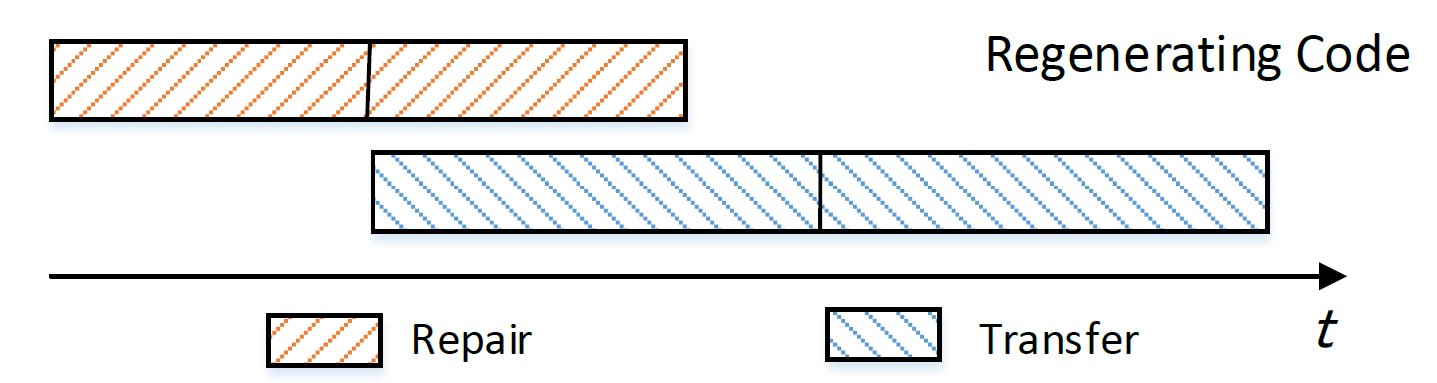 Regenerating Code
t
Repair
Transfer